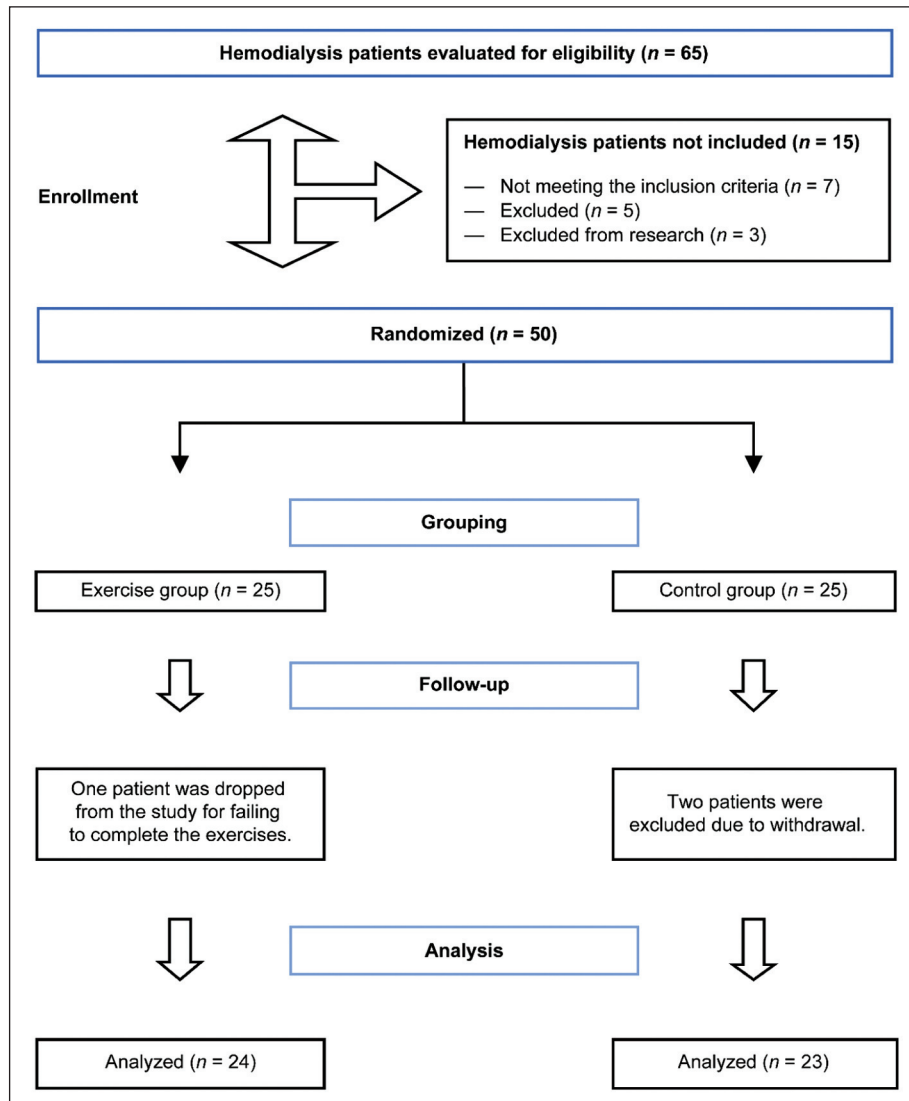 Hemodialysis patients evaluated for eligibility (n = 65)
Enrollment
Hemodialysis patients not included (n = 15)
— Not meeting the inclusion criteria (n = 7)
— Excluded (n = 5)
— Excluded from research (n = 3)
Randomized (n = 50)
Grouping
Exercise group (n = 25)
Control group (n = 25)
Follow-up
One patient was dropped
from the study for failing
to complete the exercises.
Two patients were
excluded due to withdrawal.
Analysis
Analyzed (n = 24)
Analyzed (n = 23)